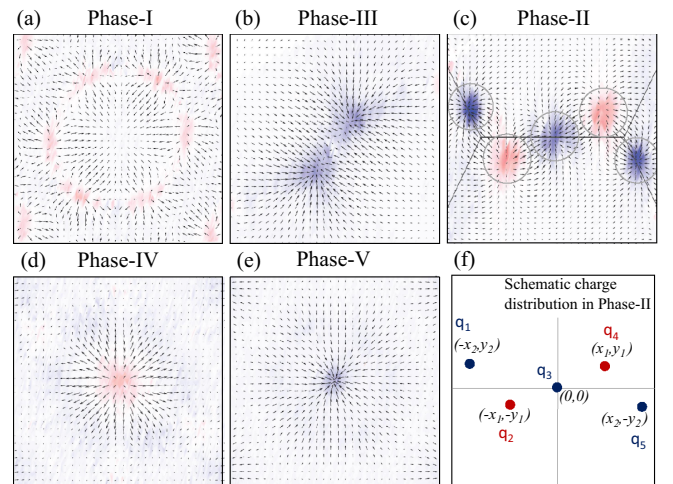 (a) Phase-I
(b) Phase-III
(c) Phase-II
(d) Phase-IV
(e) Phase-V
(f)
Schematic charge
distribution in Phase-II
q1
(-x2,y2)
q4
(x1,y1)
q3
(0,0)
(-x1,-y1)
q2
(x2,-y2)
q5